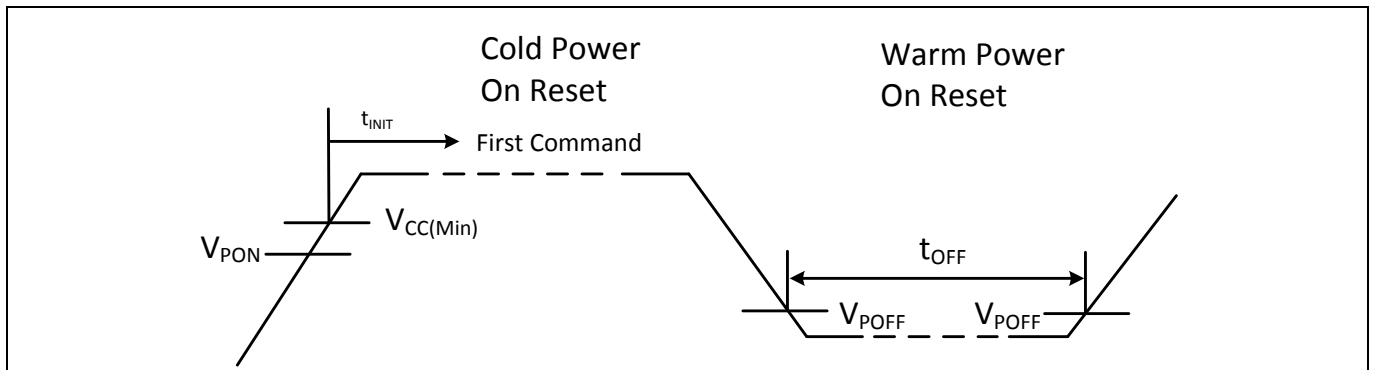 Cold Power
On Reset
Warm Power
On Reset
tINIT
First Command
VCC(Min)
VPON
tOFF
VPOFF
VPOFF